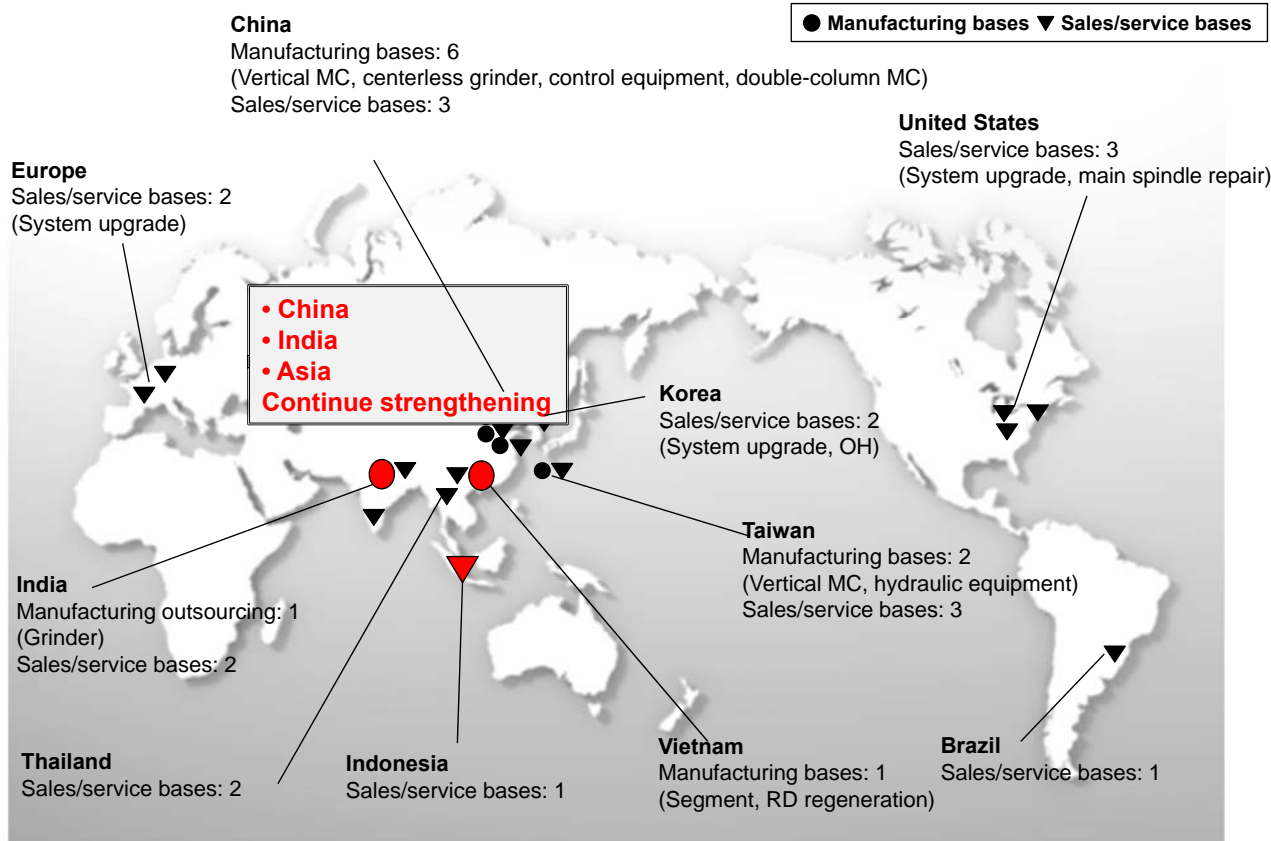 ● Manufacturing bases ▼ Sales/service bases
China
Manufacturing bases: 6
(Vertical MC, centerless grinder, control equipment, double-column MC)
Sales/service bases: 3
United States
Sales/service bases: 3
(System upgrade, main spindle repair)
Europe
Sales/service bases: 2
(System upgrade)
• China
• India
• Asia
Continue strengthening
Korea
Sales/service bases: 2
(System upgrade, OH)
Taiwan
Manufacturing bases: 2
(Vertical MC, hydraulic equipment)
Sales/service bases: 3
India
Manufacturing outsourcing: 1
(Grinder)
Sales/service bases: 2
Thailand
Sales/service bases: 2
Indonesia
Sales/service bases: 1
Vietnam
Manufacturing bases: 1
(Segment, RD regeneration)
Brazil
Sales/service bases: 1